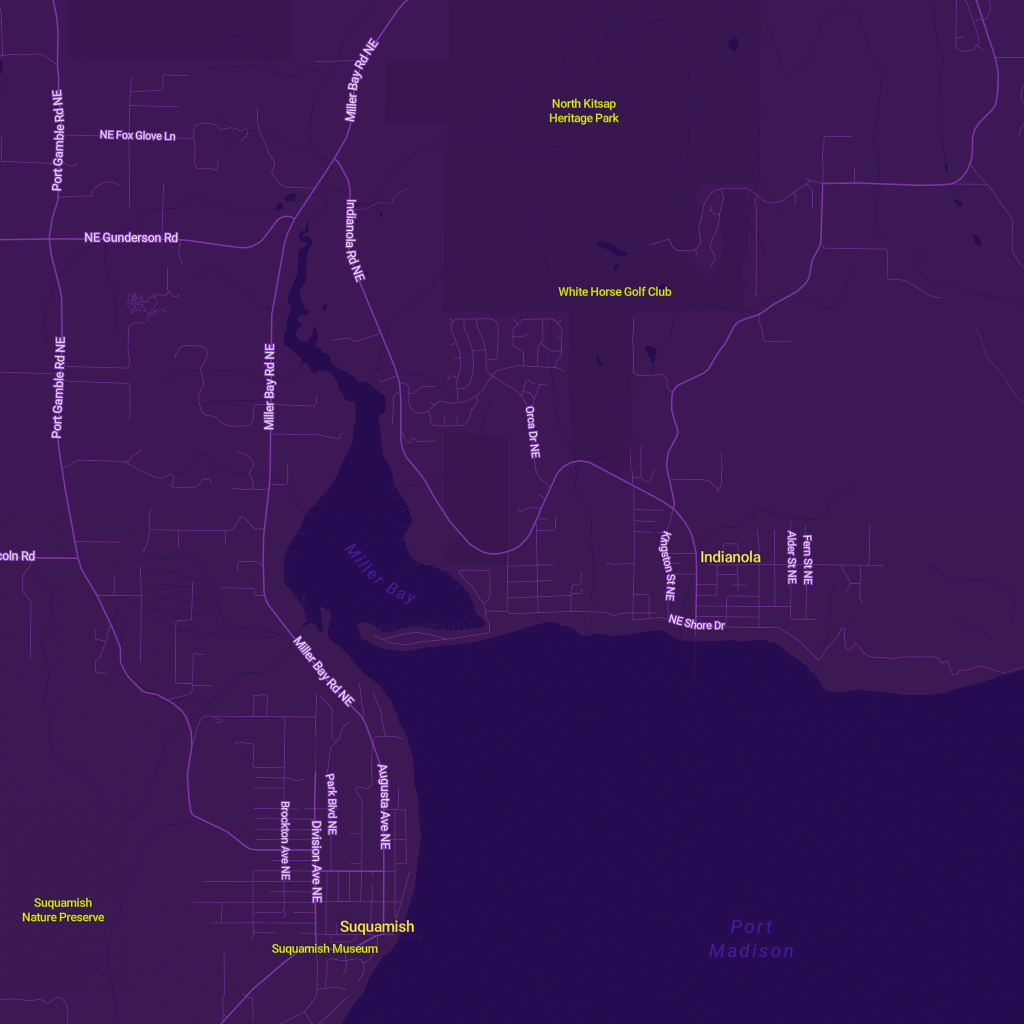 Miller Bay Rd NE
Port Gamble Rd NE
North Kitsap
Heritage Park
NE Fox Glove Ln
Indianola Rd NE
NE Gunderson Rd
White Horse Golf Club
Port Gamble Rd NE
Miller Bay Rd NE
Orca Dr NE
coln Rd
Miller Bay
Kingston St NE
Indianola
Alder St NE
Fern St NE
NE Shore Dr
Miller Bay Rd NE
Park Blvd NE
Augusta Ave NE
Brockton Ave NE
Division Ave NE
Suquamish
Nature Preserve
Suquamish
Suquamish Museum
Port
Madison